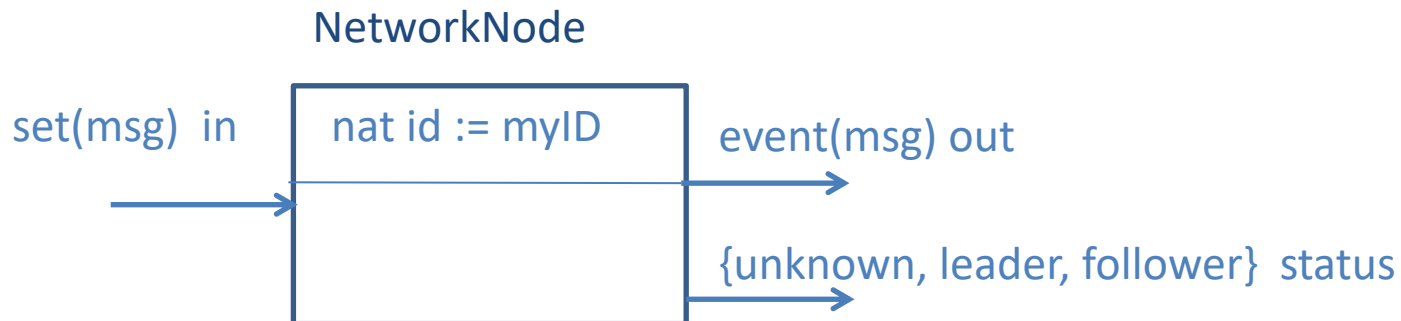 NetworkNode
set(msg) in
nat id := myID
event(msg) out
{unknown, leader, follower} status